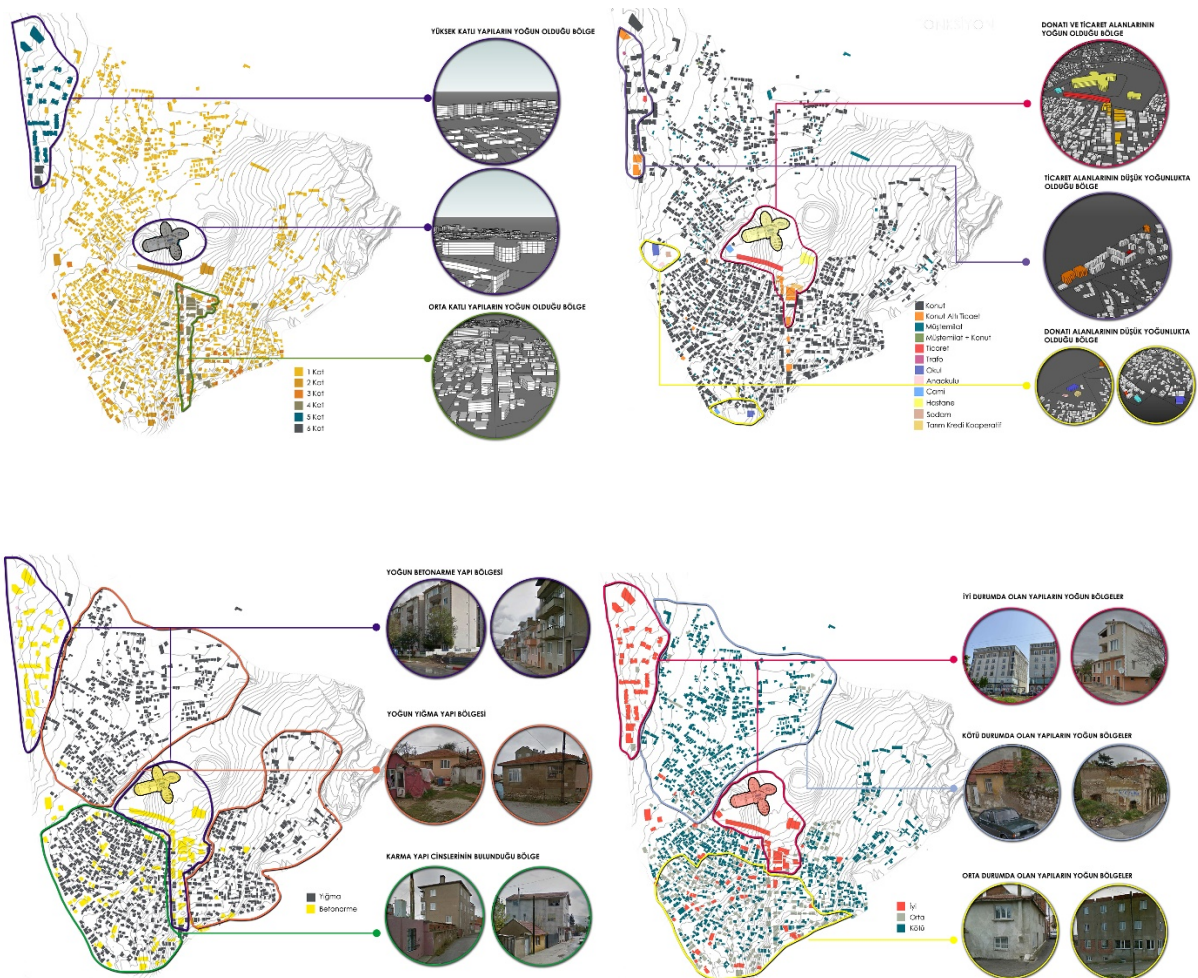 YÜKSEK KATLI YAPILARIN YOĞUN OLDUĞU BÖLGE
ORTA KATLI YAPILARIN YOĞUN OLDUĞU BÖLGE
1 Kat
2 Kat
3 Kat
4 Kat
5 Kat
6 Kat
DONATI VE TİCARET ALANLARININ
YOĞUN OLDUĞU BÖLGE
TİCARET ALANLARININ DÜŞÜK YOĞUNLUKTA
OLDUĞU BÖLGE
DONATI ALANLARININ DÜŞÜK YOĞUNLUKTA
OLDUĞU BÖLGE
Konut
Konut Altı Ticaet
Müştemilat
Müştemilat + Konut
Ticaret
Trafo
Okul
Anaokulu
Cami
Hastane
Sodam
Tarım Kredi Kooperatif
YOĞUN BETONARME YAPI BÖLGESİ
YOĞUN YIĞMA YAPI BÖLGESİ
KARMA YAPI CİNSLERİNİN BULUNDUĞU BÖLGE
Yığma
Betonarme
İYİ DURUMDA OLAN YAPILARIN YOĞUN BÖLGELER
KÖTÜ DURUMDA OLAN YAPILARIN YOĞUN BÖLGELER
ORTA DURUMDA OLAN YAPILARIN YOĞUN BÖLGELER
İyi
Orta
Kötü